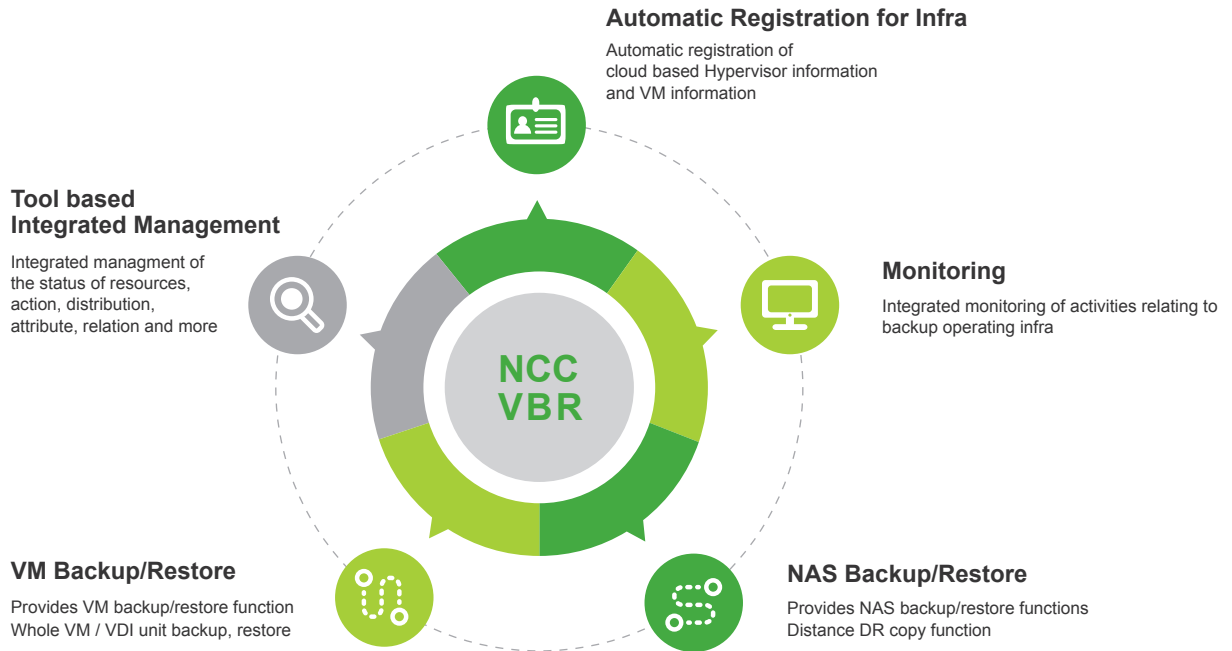 Automatic Registration for Infra
Automatic registration of
cloud based Hypervisor information
and VM information
Tool based
Integrated Management
Integrated managment of
the status of resources,
action, distribution,
attribute, relation and more
Monitoring
Integrated monitoring of activities relating to
backup operating infra
NCC
VBR
VM Backup/Restore
Provides VM backup/restore function
Whole VM / VDI unit backup, restore
NAS Backup/Restore
Provides NAS backup/restore functions
Distance DR copy function